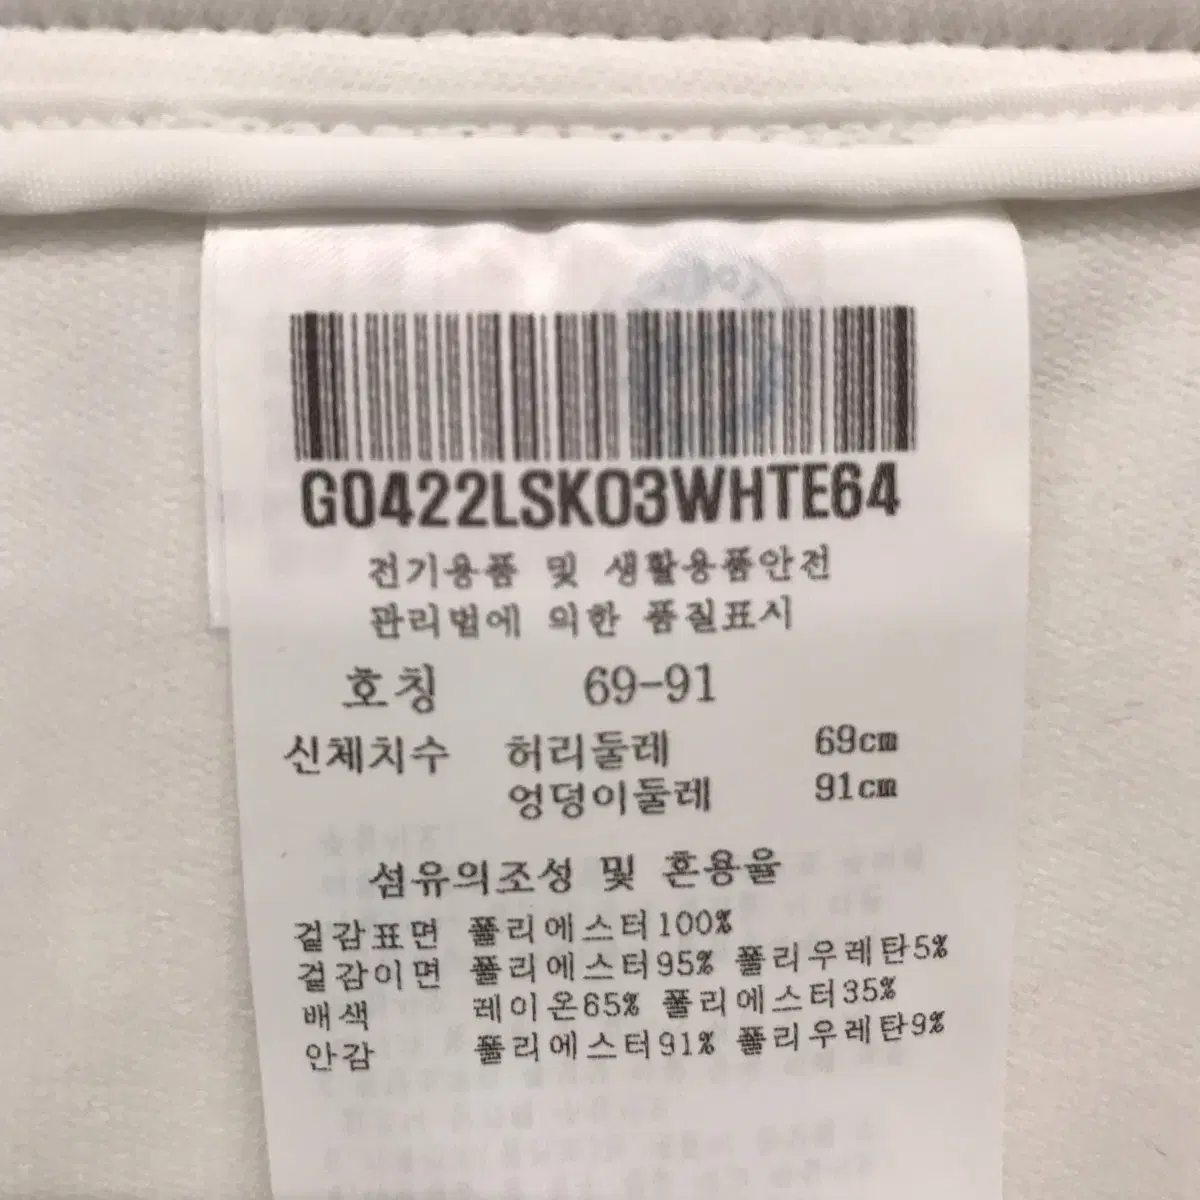 G0422LSK03WHTE64
전기용품 및 생활용품안전
관리법에 의한 품질표시
호칭 69-91
신체치수 허리둘레 69cm
엉덩이둘레 91cm
섬유의조성 및 혼용율
겉감표면 폴리에스터100%
겉감이면 폴리에스터95% 폴리우레탄5%
배색 레이온65% 폴리에스터35%
안감 폴리에스터91% 폴리우레탄9%